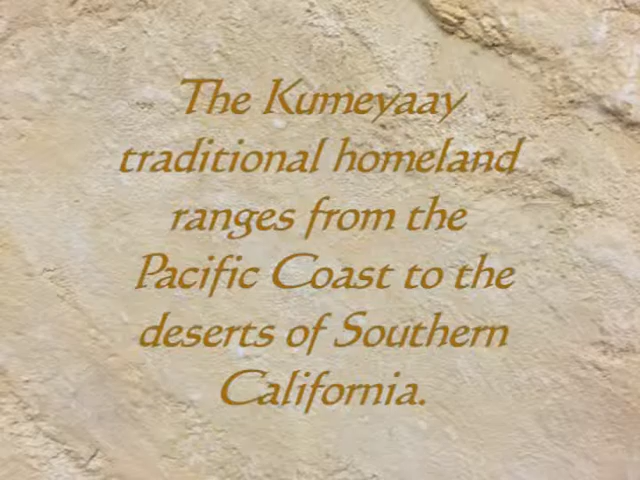 The Kumeyaay
traditional homeland
ranges from the
Pacific Coast to the
deserts of Southern
California.